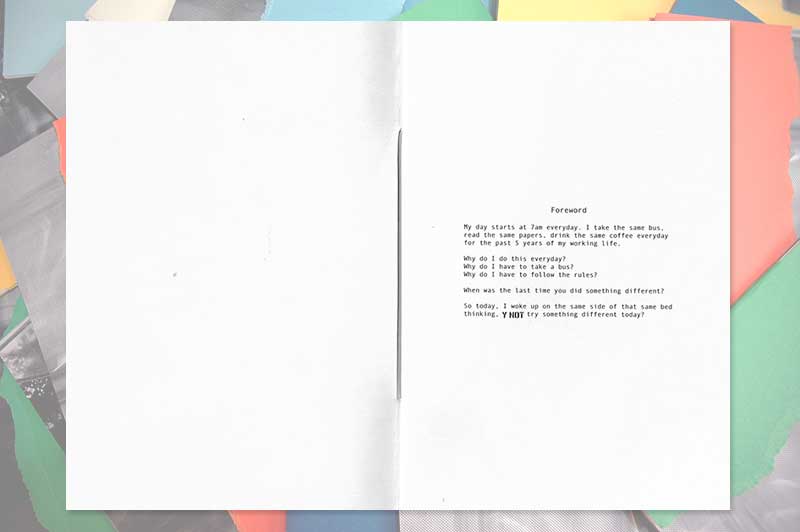 Foreword
My day starts at 7am everyday. I take the same bus,
read the same papers, drink the same coffee everyday
for the past 5 years of my working life.
Why do I do this everyday?
Why do I have to take a bus?
Why do I have to follow the rules?
When was the last time you did something different?
So today, I woke up on the same side of that same bed
thinking, Y NOT try something different today?